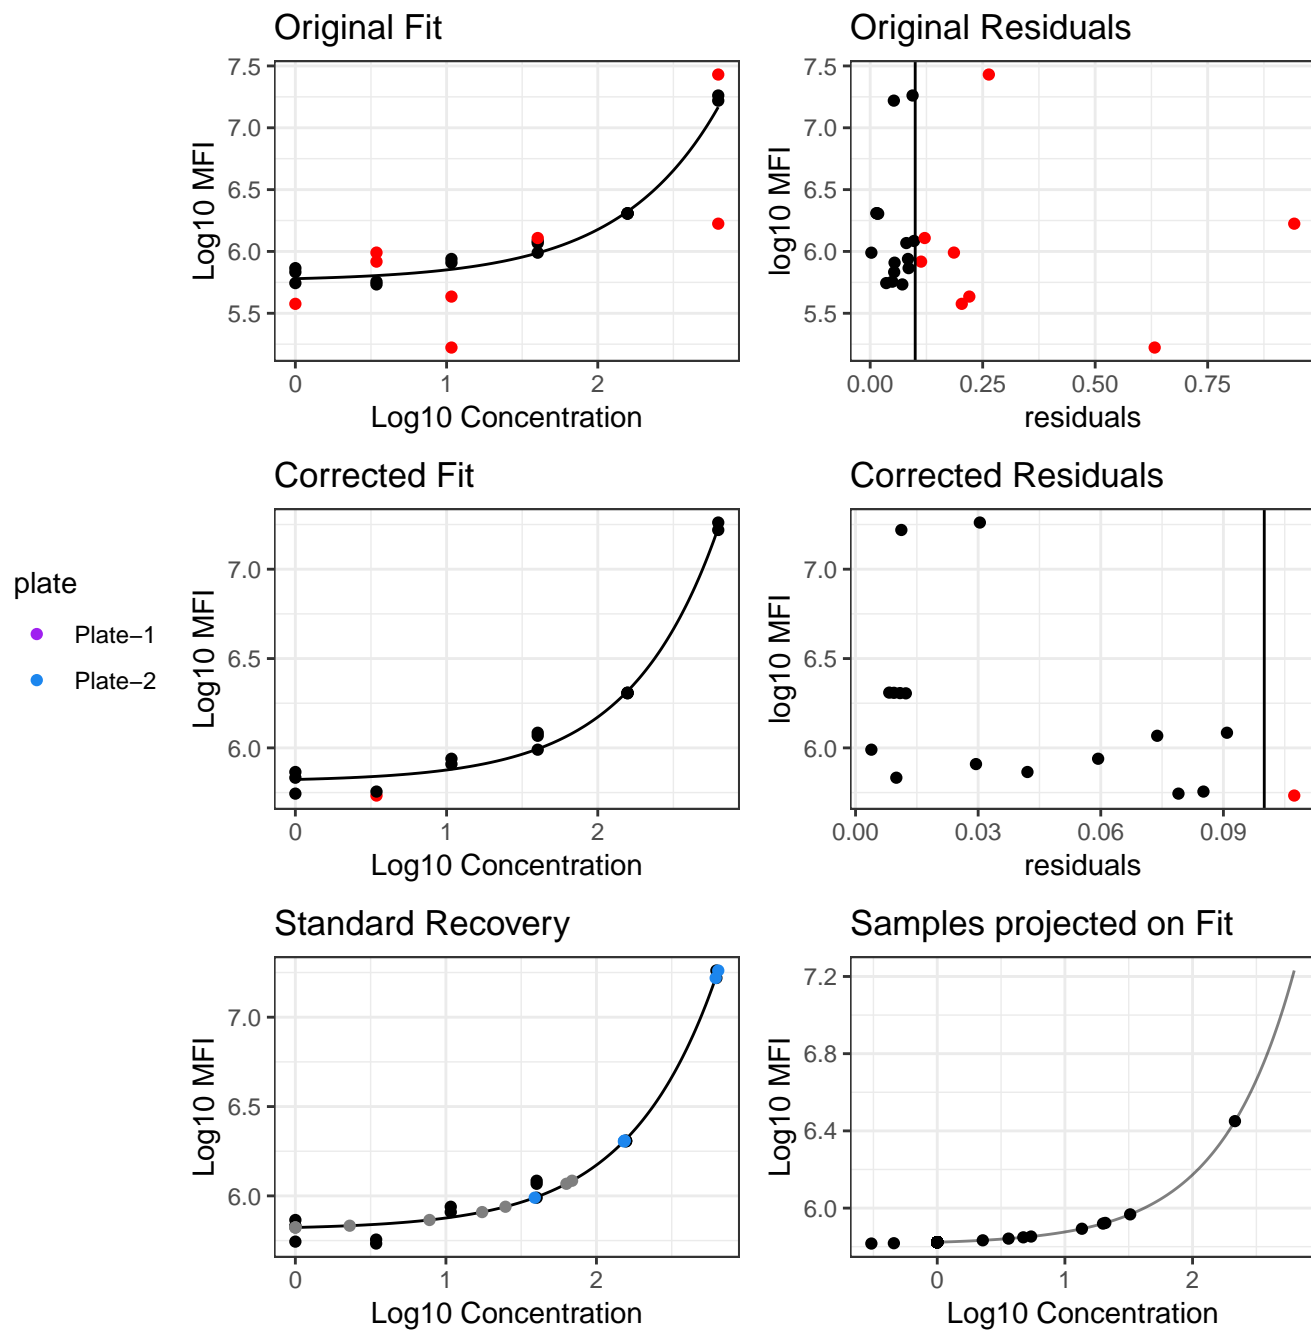 Original Fit
7.5
7.0
6.5
6.0
5.5
Log10 MFI
0 1 2
Log10 Concentration
Original Residuals
7.5
7.0
6.5
6.0
5.5
log10 MFI
0.00 0.25 0.50 0.75
residuals
plate
Plate−1
Plate−2
Corrected Fit
7.0
6.5
6.0
Log10 MFI
0 1 2
Log10 Concentration
Corrected Residuals
7.0
6.5
6.0
log10 MFI
0.00 0.03 0.06 0.09
residuals
Standard Recovery
7.0
6.5
6.0
Log10 MFI
0 1 2
Log10 Concentration
Samples projected on Fit
7.2
6.8
6.4
6.0
Log10 MFI
0 1 2
Log10 Concentration